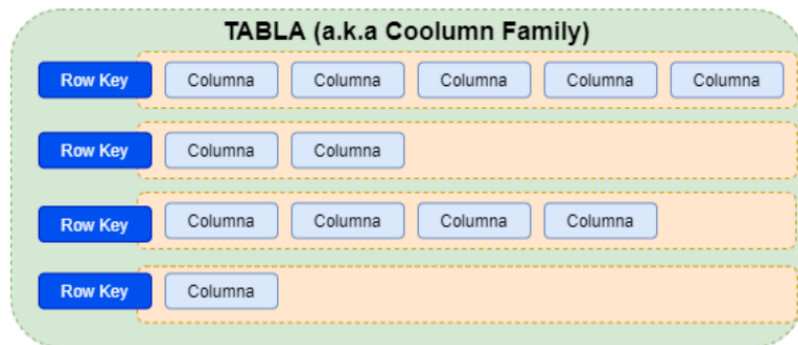 TABLA (a.k.a Coolumn Family)
Row Key Columna Columna Columna Columna Columna
Row Key Columna Columna
Row Key Columna Columna Columna Columna
Row Key Columna